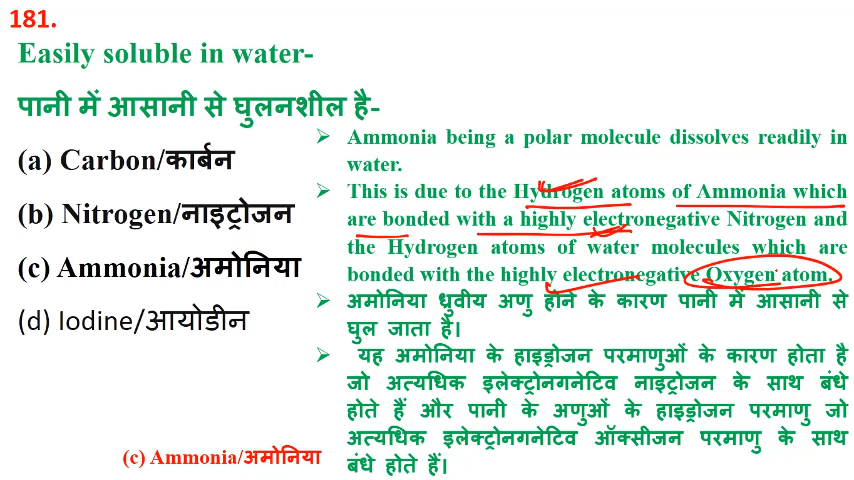 181.
Easily soluble in water-
पानी में आसानी से घुलनशील है-
(a) Carbon/कार्बन
(b) Nitrogen/नाइट्रोजन
(c) Ammonia/अमोनिया
(d) Iodine/आयोडीन
(c) Ammonia/अमोनिया
➢ Ammonia being a polar molecule dissolves readily in
water.
➢ This is due to the Hydrogen atoms of Ammonia which
are bonded with a highly electronegative Nitrogen and
the Hydrogen atoms of water molecules which are
bonded with the highly electronegative Oxygen atom.
➢ अमोनिया ध्रुवीय अणु होने के कारण पानी में आसानी से
घुल जाता है।
➢ यह अमोनिया के हाइड्रोजन परमाणुओं के कारण होता है
जो अत्यधिक इलेक्ट्रोनगनेटिव नाइट्रोजन के साथ बंधे
होते हैं और पानी के अणुओं के हाइड्रोजन परमाणु जो
अत्यधिक इलेक्ट्रोनगनेटिव ऑक्सीजन परमाणु के साथ
बंधे होते हैं।